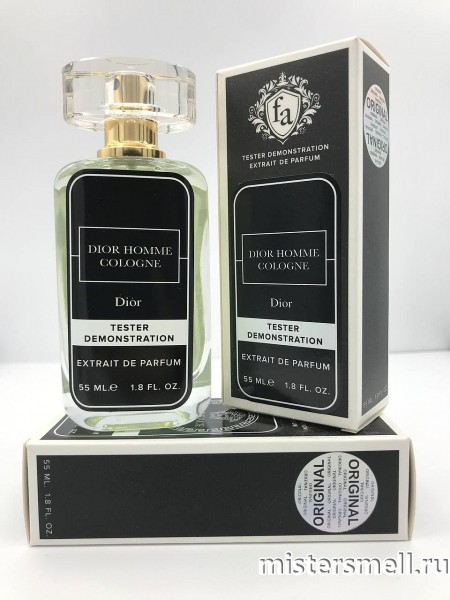 DIOR HOMME
COLOGNE
Dior
TESTER
DEMONSTRATION
EXTRAIT DE PARFUM
55 ML.e 1.8 FL. OZ.
fa
TESTER DEMONSTRATION
EXTRAIT DE PARFUM
DIOR HOMME
COLOGNE
Dior
TESTER
DEMONSTRATION
EXTRAIT DE PARFUM
55 ML.e 1.8 FL. OZ.
ORIGINAL
ORIGINAL
55 ML. 1.8 FL. OZ.
ORIGINAL
ORIGINAL
mistersmell.ru